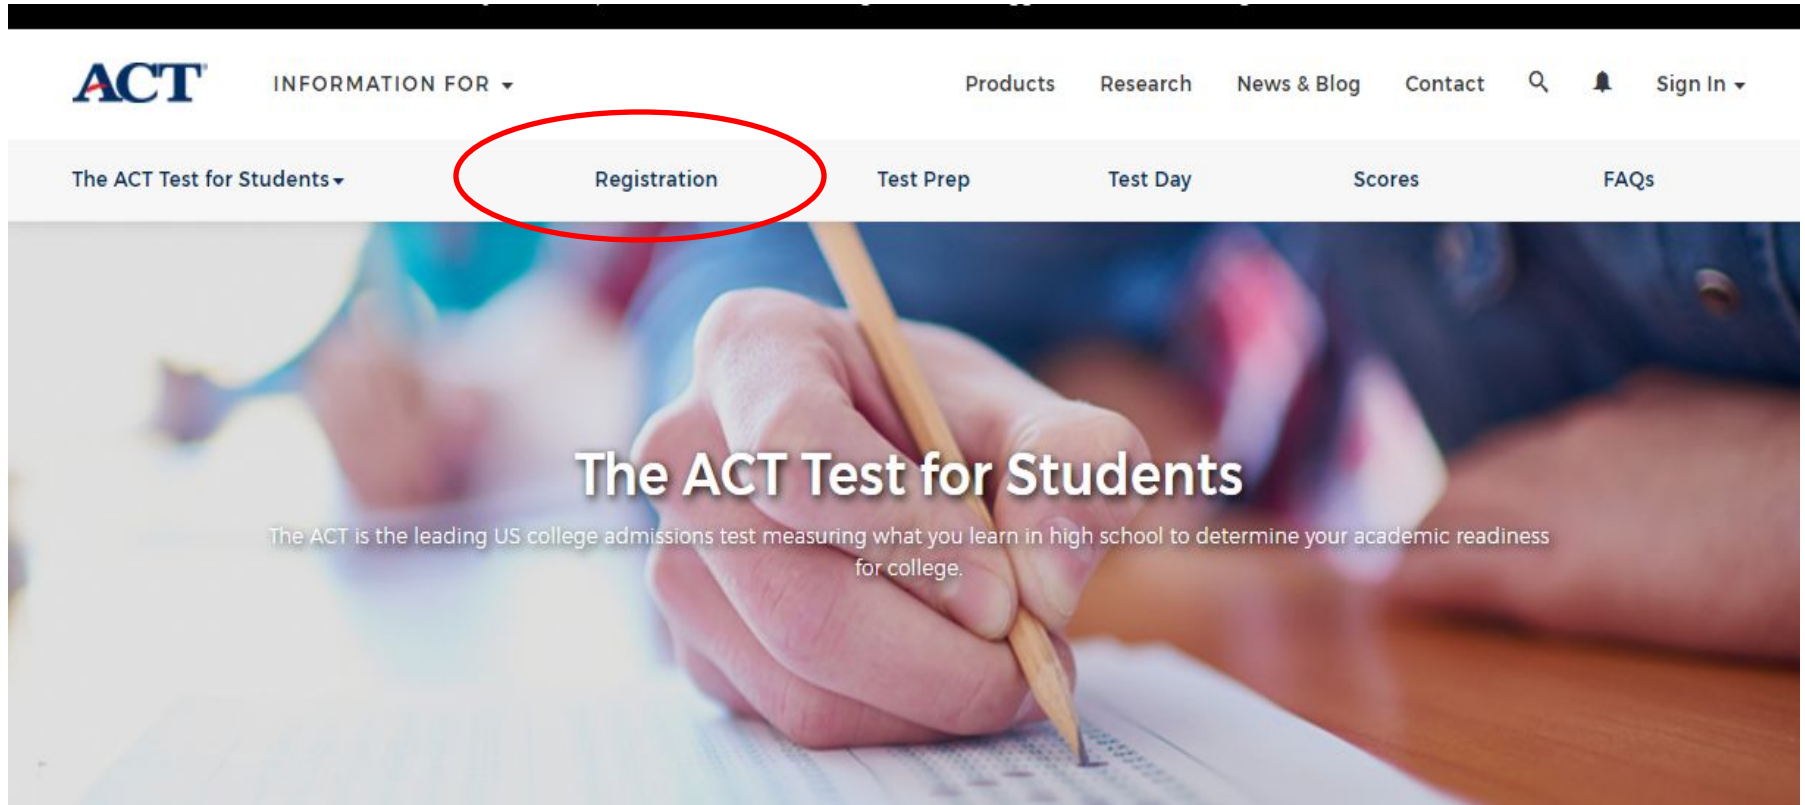 ACT
INFORMATION FOR
Products
Research
News & Blog
Contact
Sign In
The ACT Test for Students
Registration
Test Prep
Test Day
Scores
FAQs
The ACT Test for Students
The ACT is the leading US college admissions test measuring what you learn in high school to determine your academic readiness
for college.